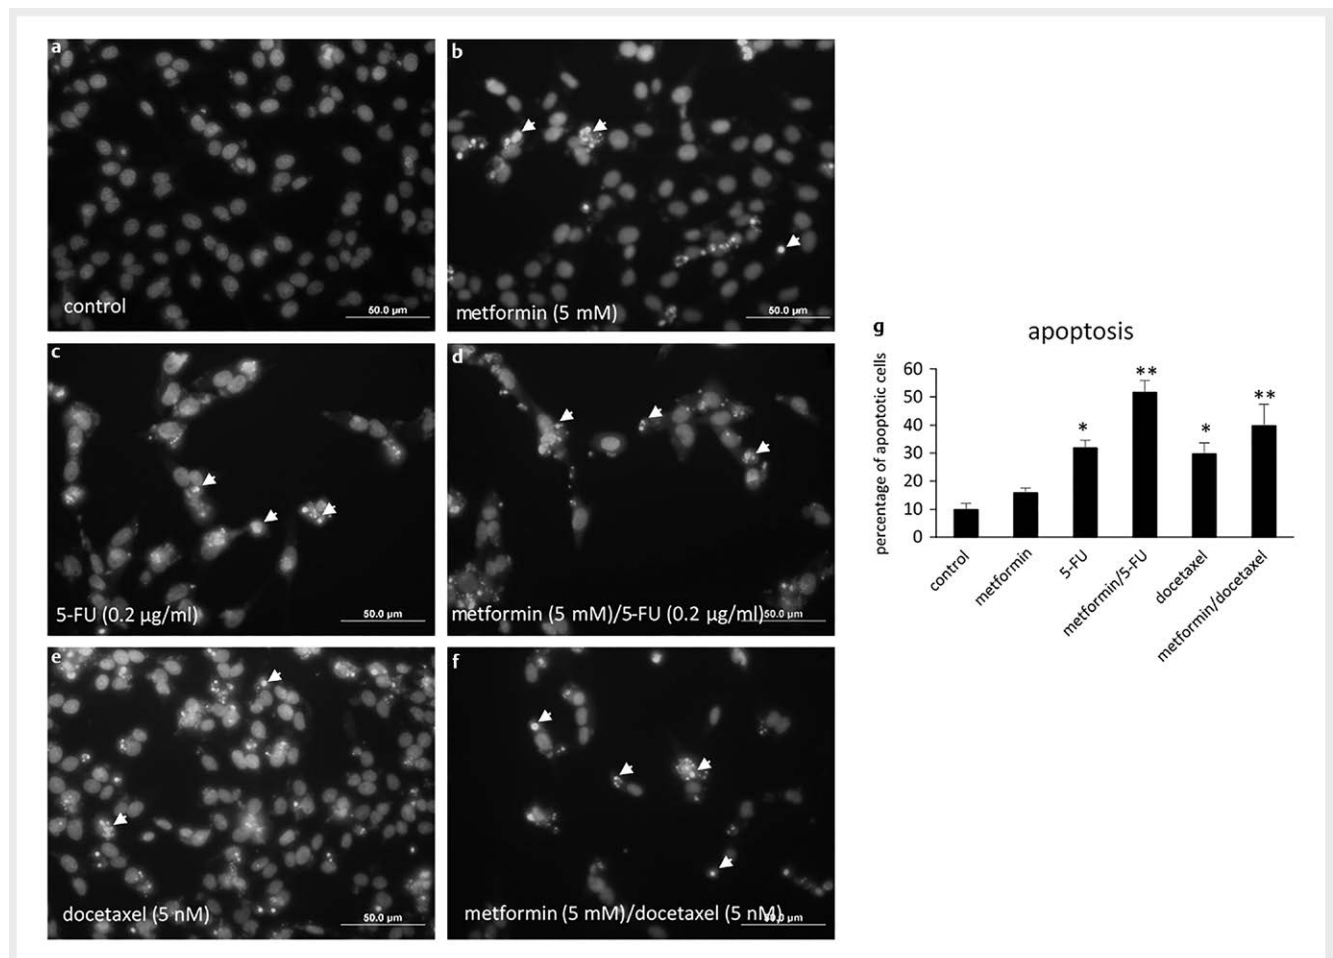 a
control
50.0 µm
b
metformin (5 mM)
50.0 µm
c
5-FU (0.2 µg/ml)
50.0 µm
d
metformin (5 mM)/5-FU (0.2 µg/ml)
50.0 µm
e
docetaxel (5 nM)
50.0 µm
f
metformin (5 mM)/docetaxel (5 nM)
50.0 µm
g
apoptosis
percentage of apoptotic cells
60
50
40
30
20
10
0
*
**
*
**
control
metformin
5-FU
metformin/5-FU
docetaxel
metformin/docetaxel